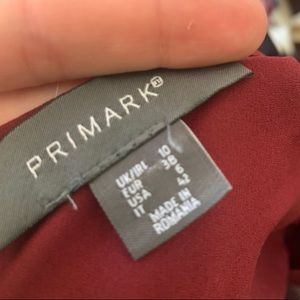 PRIMARK®
UK/IRL 10
EUR 38
USA 6
IT 42
MADE IN
ROMANIA